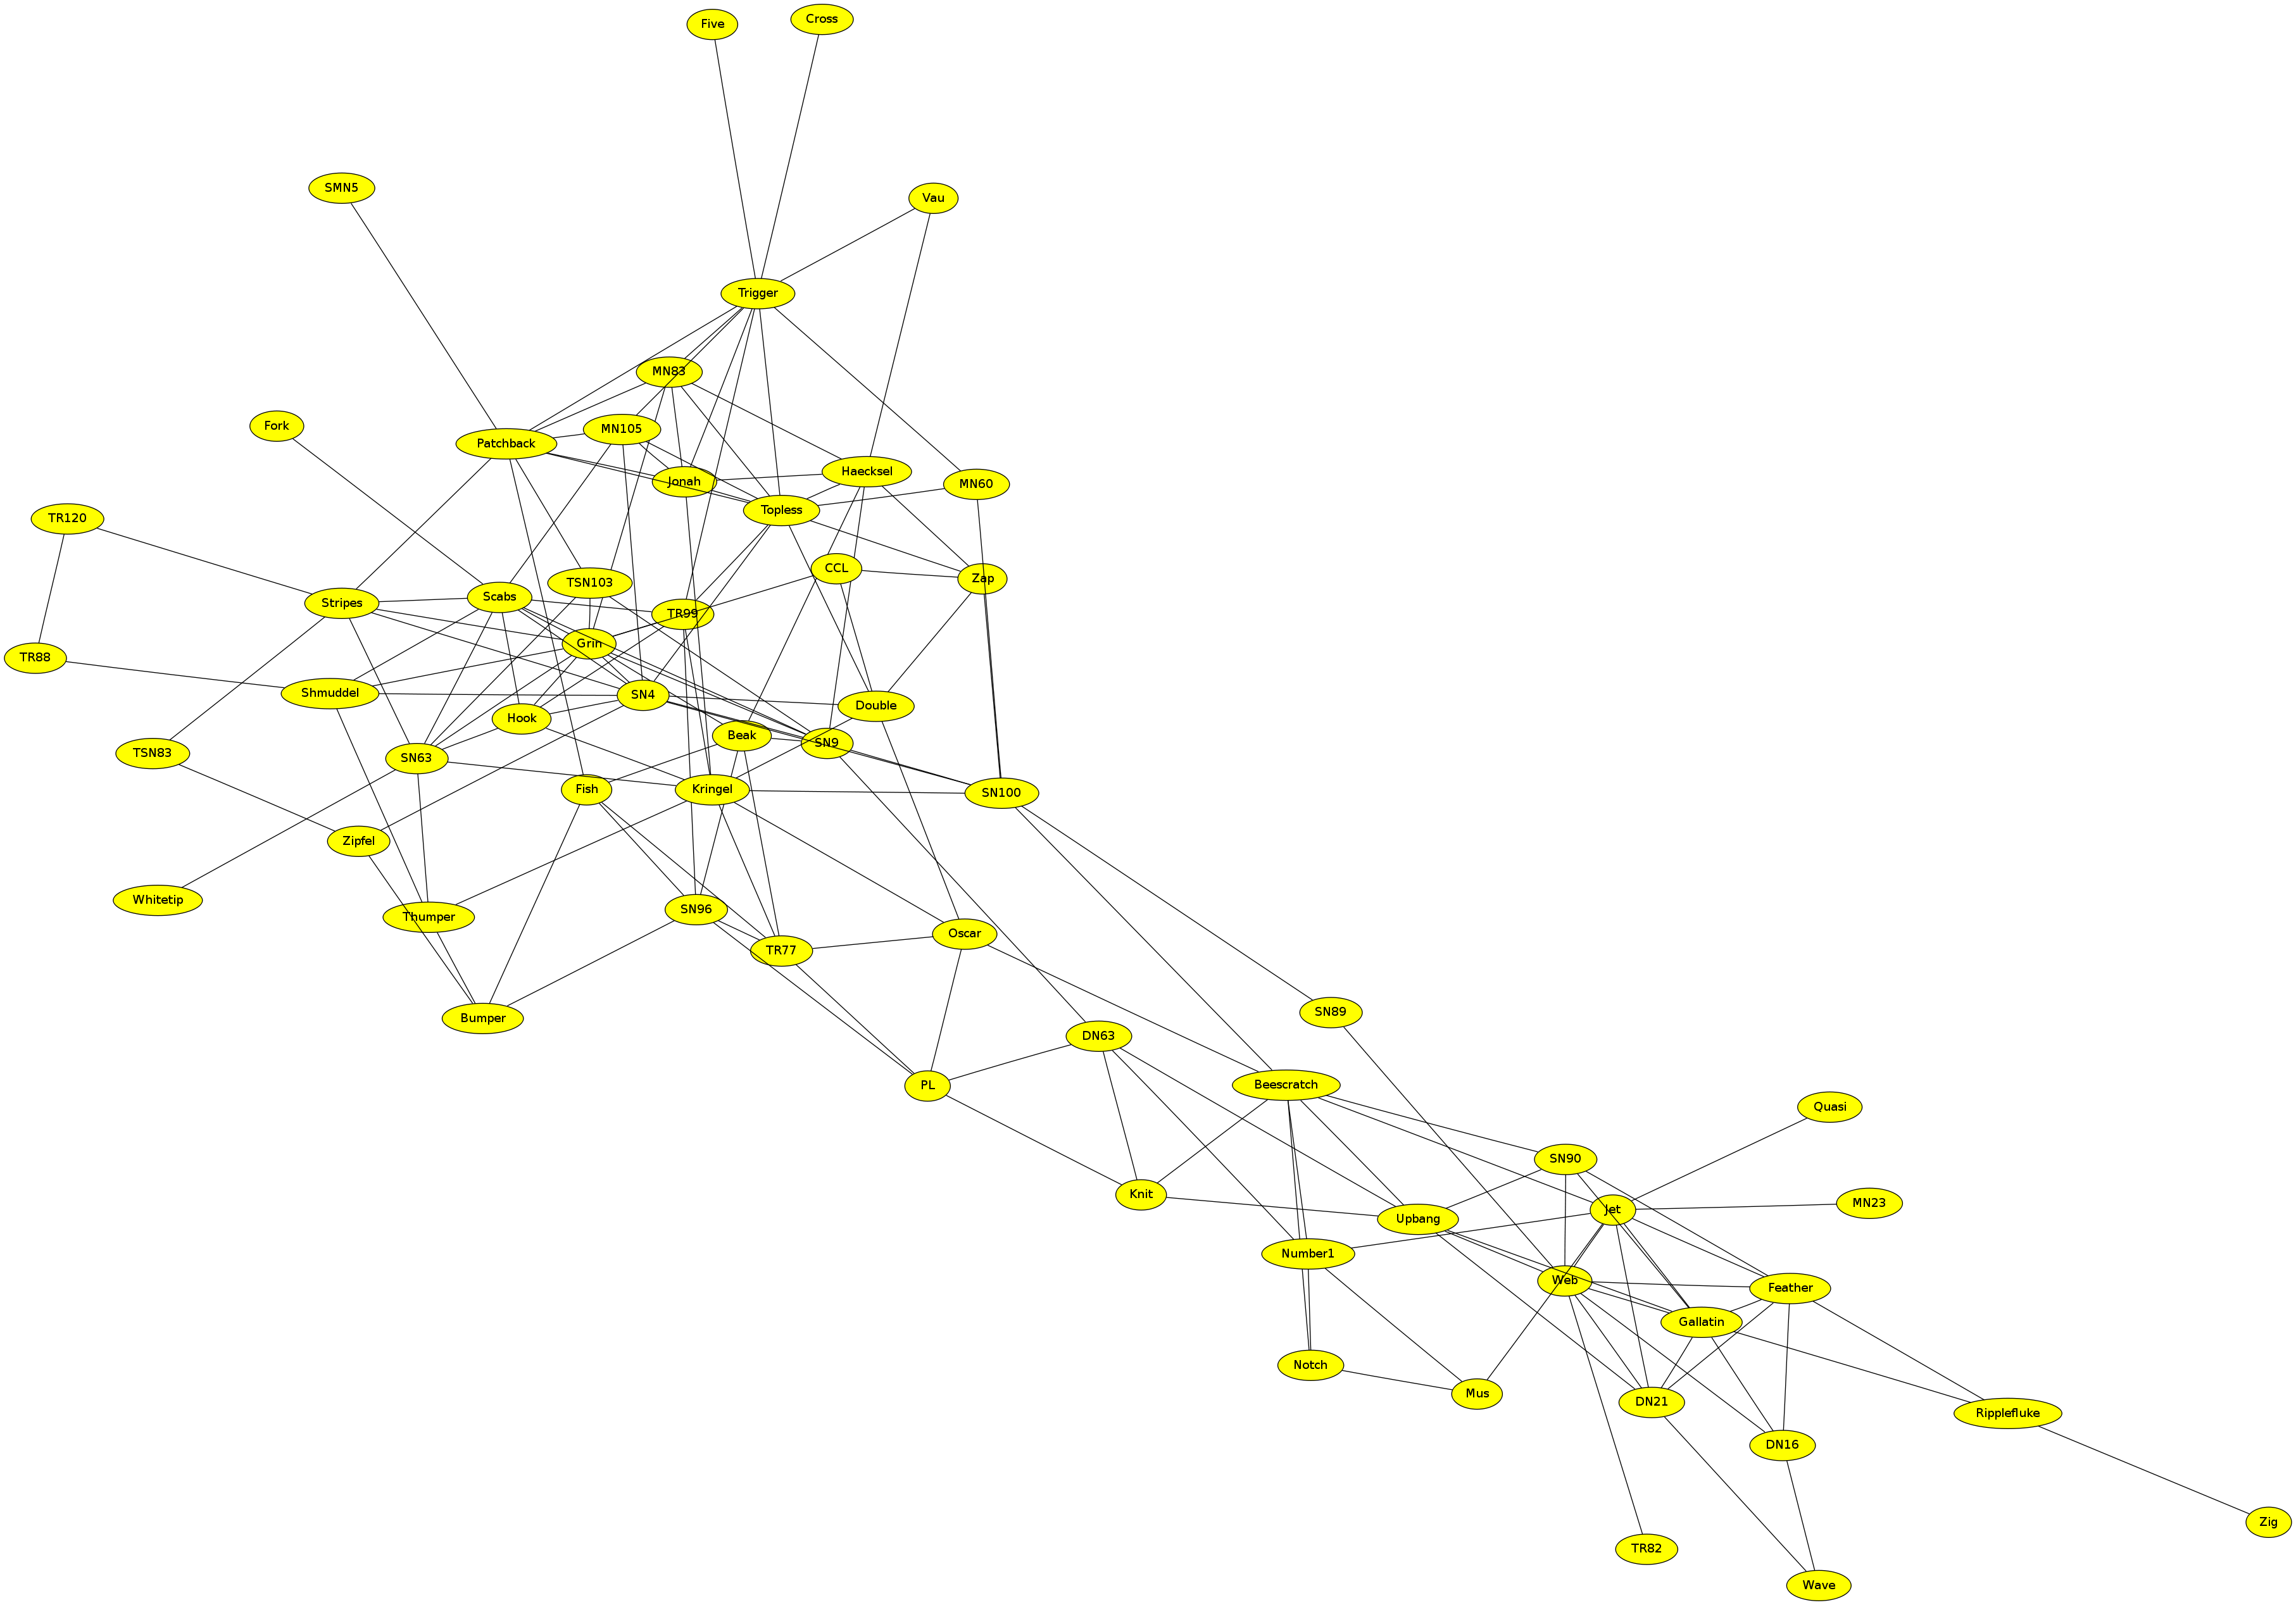 Five
Cross
SMN5
Vau
Trigger
MN83
Fork
MN105
Patchback
Haecksel
Jonah
MN60
Topless
TR120
CCL
Zap
TSN103
Scabs
Stripes
TR99
Grin
TR88
Shmuddel
SN4
Double
Hook
Beak
SN9
TSN83
SN63
Fish
Kringel
SN100
Zipfel
Whitetip
SN96
Thumper
Oscar
TR77
SN89
Bumper
DN63
Beescratch
PL
Quasi
SN90
Knit
MN23
Jet
Upbang
Number1
Web
Feather
Gallatin
Notch
Mus
DN21
Ripplefluke
DN16
Zig
TR82
Wave